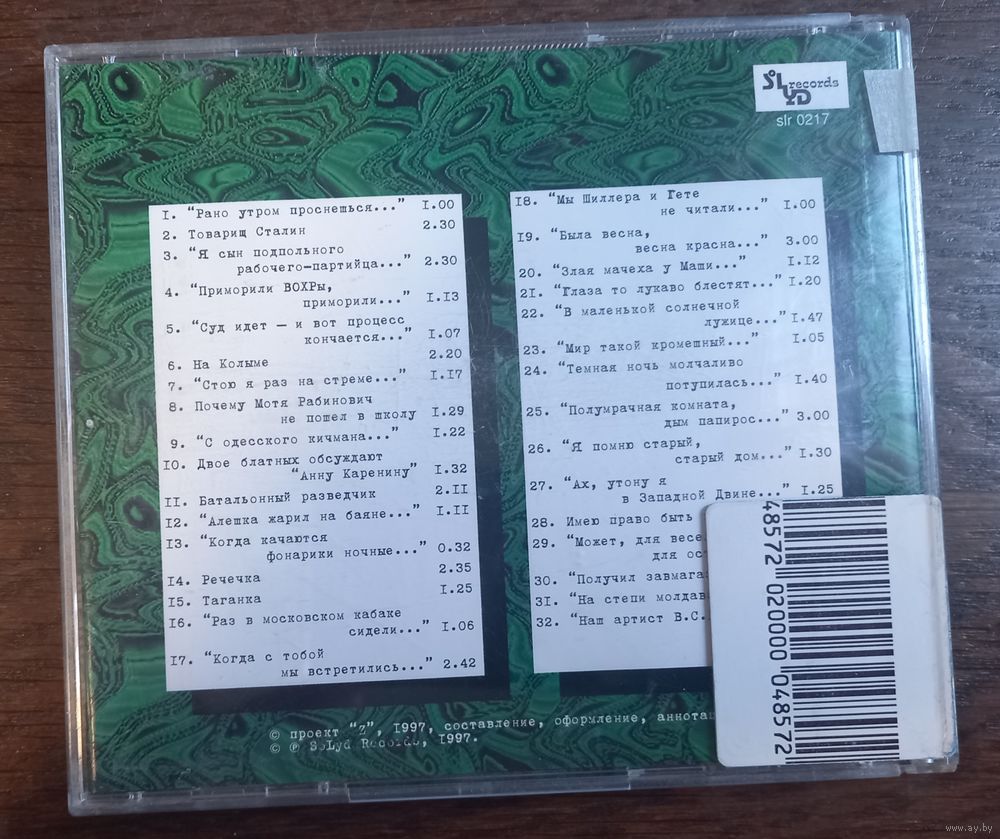 SoLYD records
slr 0217
I. "Рано утром проснешься..." I.00
2. Товарищ Сталин 2.30
3. "Я сын подпольного
рабочего-партийца..." 2.30
4. "Приморили ВОХРы,
приморили..." I.I3
5. "Суд идет — и вот процесс
кончается..." I.07
6. На Колыме 2.20
7. "Стою я раз на стреме..." I.I7
8. Почему Мотя Рабинович
не пошел в школу I.29
9. "С одесского кичмана..." I.22
I0. Двое блатных обсуждают
"Анну Каренину" I.32
II. Батальонный разведчик 2.II
I2. "Алешка жарил на баяне..." I.II
I3. "Когда качаются
фонарики ночные..." 0.32
I4. Речечка 2.35
I5. Таганка I.25
I6. "Раз в московском кабаке
сидели..." I.06
I7. "Когда с тобой
мы встретились..." 2.42
I8. "Мы Шиллера и Гете
не читали..." I.00
I9. "Была весна,
весна красна..." 3.00
20. "Злая мачеха у Маши..." I.I2
2I. "Глаза то лукаво блестят..." I.20
22. "В маленькой солнечной
лужице..." I.47
23. "Мир такой кромешный..." I.05
24. "Темная ночь молчаливо
потупилась..." I.40
25. "Полумрачная комната,
дым папирос..." 3.00
26. "Я помню старый,
старый дом..." I.30
27. "Ах, утону я
в Западной Двине..." I.25
28. Имею право быть
29. "Может, для
для
30. "Получил
3I. "На степи
32. "Наш артист В.С.
© проект "Z", I997, составление, оформление,
© ℗ SoLyd Records, I997.
48572 020000 048572
www.ay.by